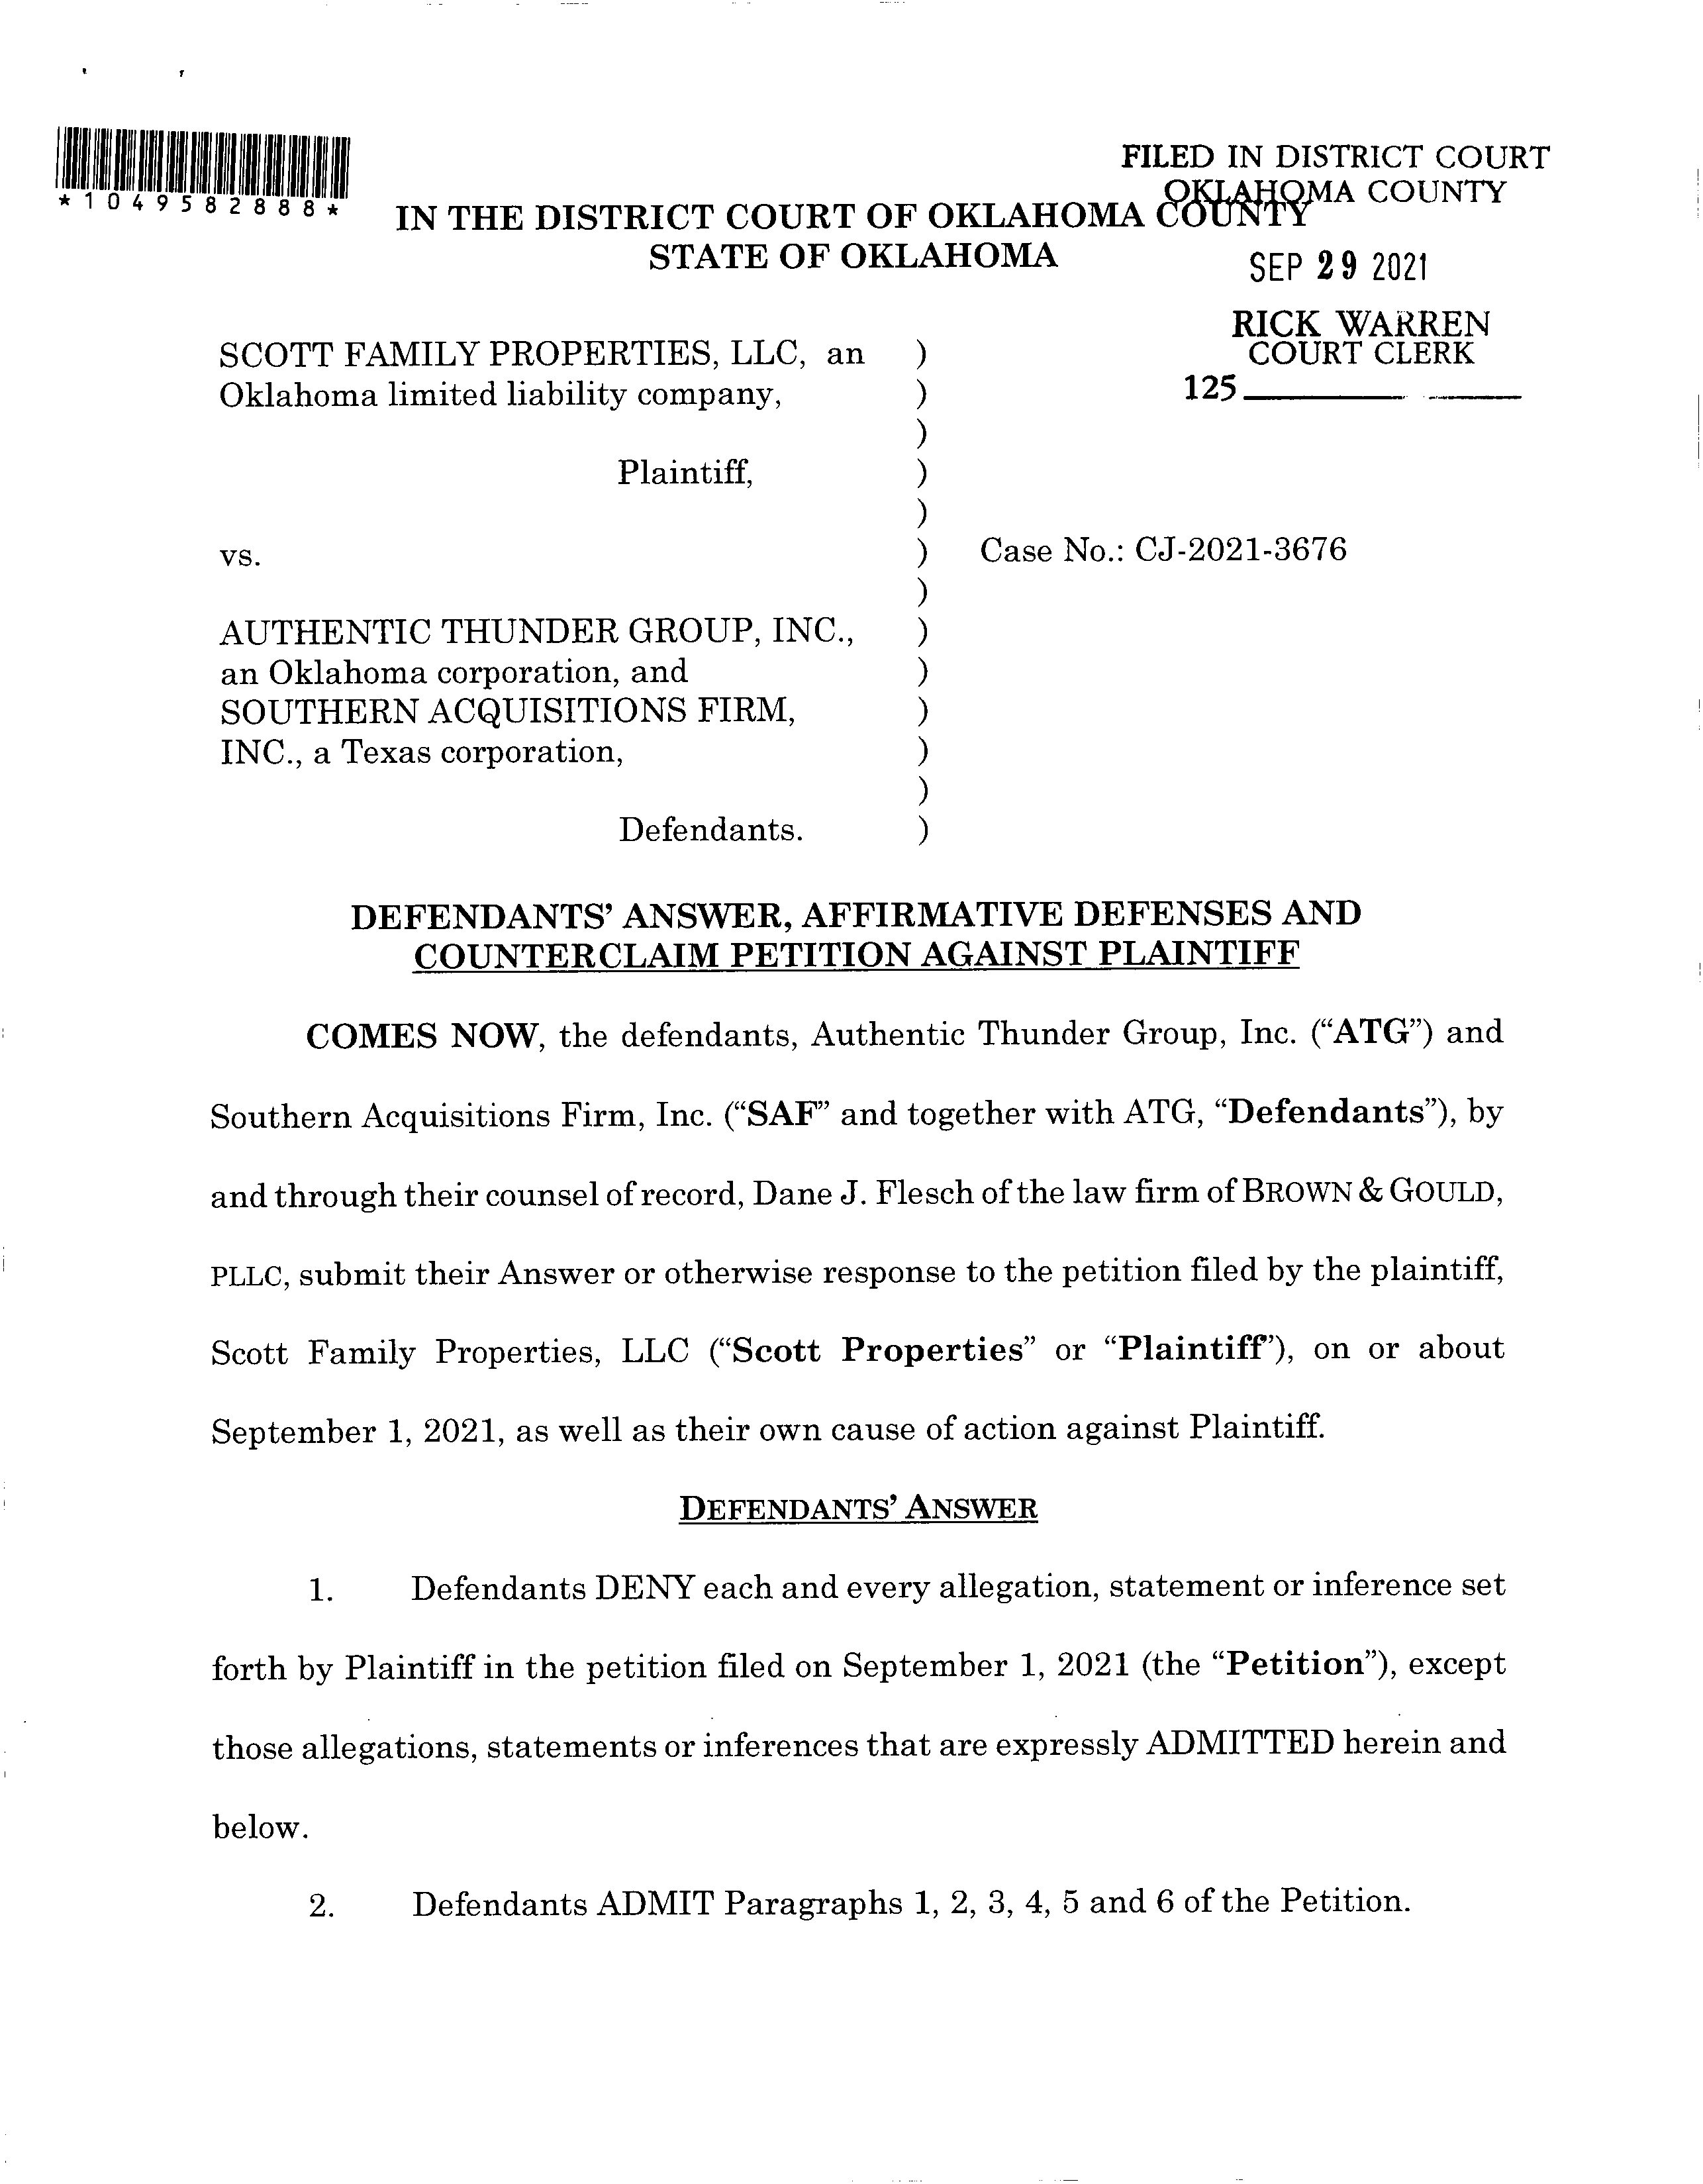 *1049582888*
FILED IN DISTRICT COURT
OKLAHOMA COUNTY
IN THE DISTRICT COURT OF OKLAHOMA COUNTY
STATE OF OKLAHOMA
SEP 29 2021
RICK WARREN
COURT CLERK
125
SCOTT FAMILY PROPERTIES, LLC, an )
Oklahoma limited liability company, )
)
Plaintiff, )
)
vs. ) Case No.: CJ-2021-3676
)
AUTHENTIC THUNDER GROUP, INC., )
an Oklahoma corporation, and )
SOUTHERN ACQUISITIONS FIRM, )
INC., a Texas corporation, )
)
Defendants. )
DEFENDANTS’ ANSWER, AFFIRMATIVE DEFENSES AND
COUNTERCLAIM PETITION AGAINST PLAINTIFF
COMES NOW, the defendants, Authentic Thunder Group, Inc. (“ATG”) and
Southern Acquisitions Firm, Inc. (“SAF” and together with ATG, “Defendants”), by
and through their counsel of record, Dane J. Flesch of the law firm of BROWN & GOULD,
PLLC, submit their Answer or otherwise response to the petition filed by the plaintiff,
Scott Family Properties, LLC (“Scott Properties” or “Plaintiff”), on or about
September 1, 2021, as well as their own cause of action against Plaintiff.
DEFENDANTS’ ANSWER
1. Defendants DENY each and every allegation, statement or inference set
forth by Plaintiff in the petition filed on September 1, 2021 (the “Petition”), except
those allegations, statements or inferences that are expressly ADMITTED herein and
below.
2. Defendants ADMIT Paragraphs 1, 2, 3, 4, 5 and 6 of the Petition.